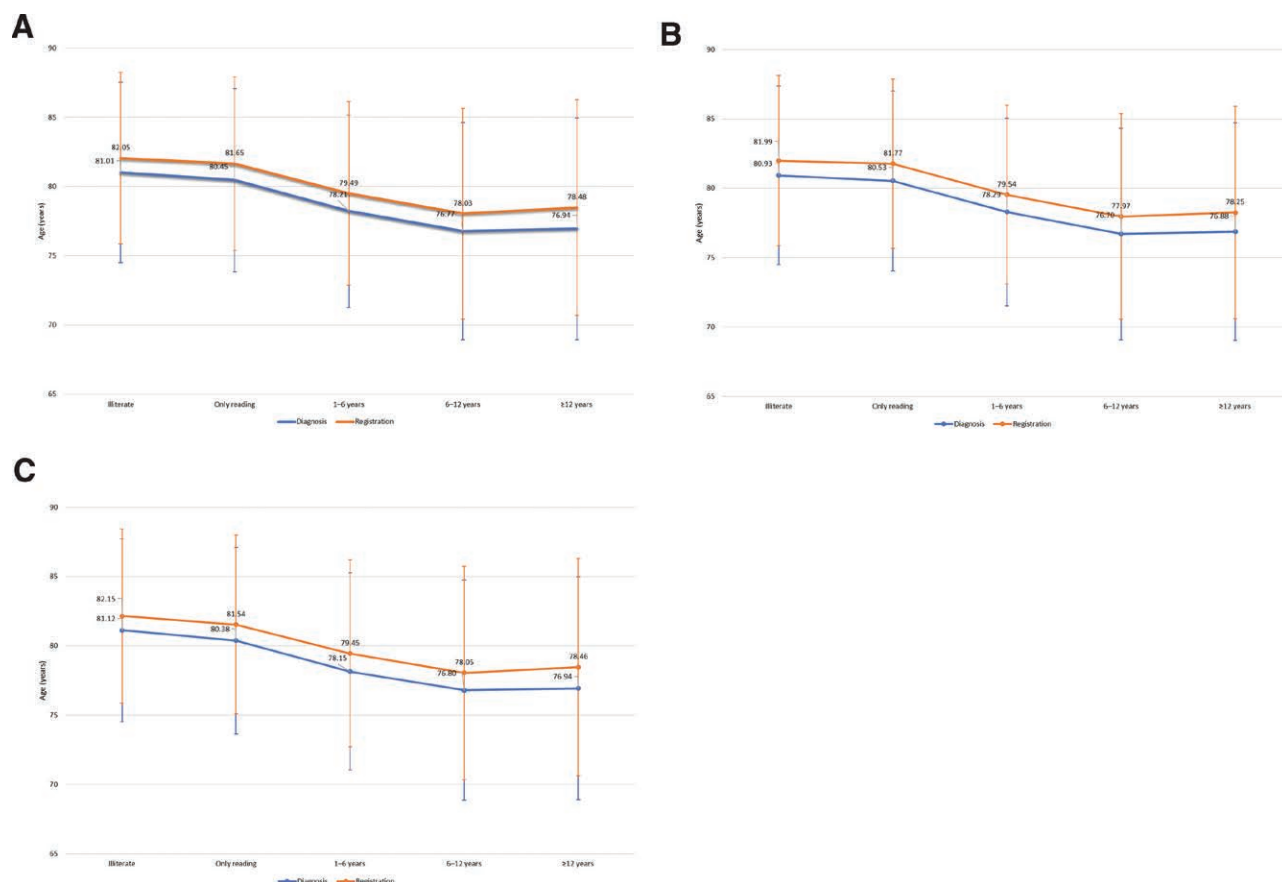 A
90
85
80
75
70
65
Age (years)
82.05
81.01
81.65
80.45
79.49
78.21
78.03
76.77
78.48
76.94
Illiterate
Only reading
1–6 years
6–12 years
≥12 years
Diagnosis
Registration
B
90
85
80
75
70
65
Age (years)
81.99
80.93
81.77
80.53
79.54
78.29
77.97
76.70
78.25
76.88
Illiterate
Only reading
1–6 years
6–12 years
≥12 years
Diagnosis
Registration
C
90
85
80
75
70
65
Age (years)
82.15
81.12
81.54
80.38
79.45
78.15
78.05
76.80
78.46
76.94
Illiterate
Only reading
1–6 years
6–12 years
≥12 years
Diagnosis
Registration